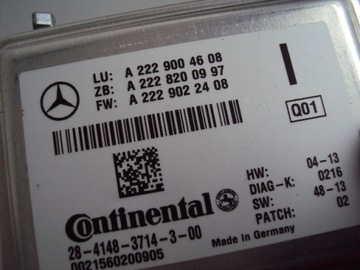 LU: A 222 900 46 08
ZB: A 222 820 09 97
FW: A 222 902 24 08
Q01
Continental
28-4148-3714-3-00
0021560200905
HW: 04-13
DIAG-K: 0216
SW: 48-13
PATCH: 02
Made in Germany